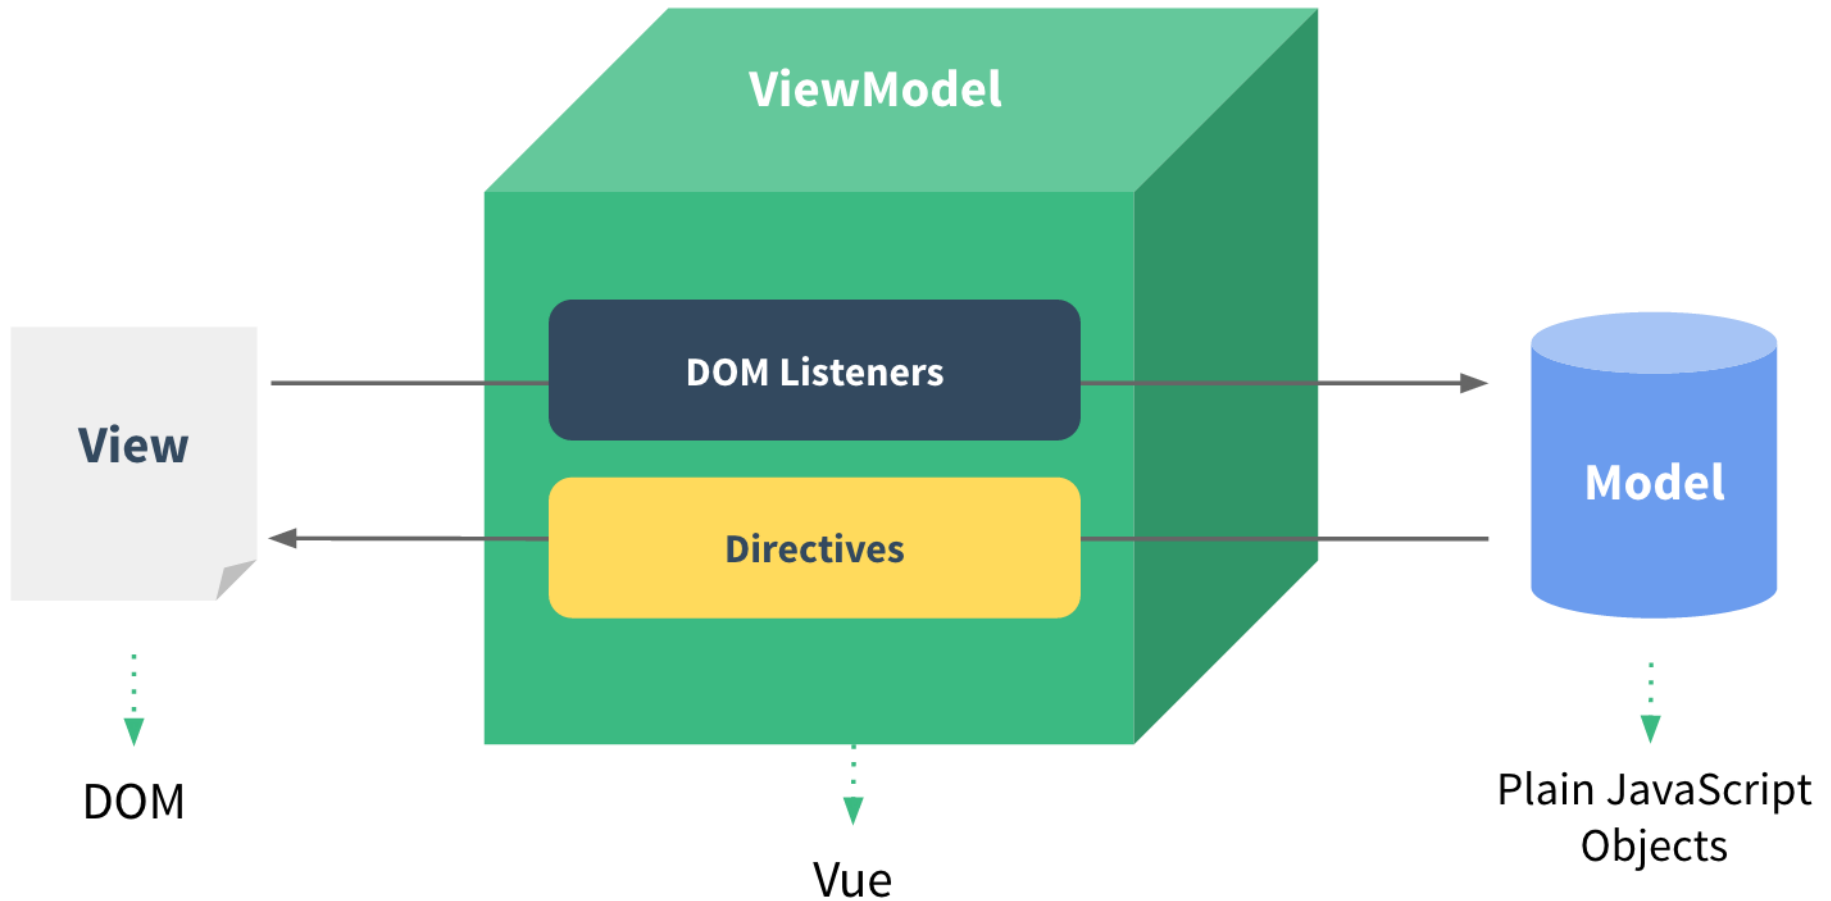 ViewModel
DOM Listeners
View
Model
Directives
DOM
Plain JavaScript
Objects
Vue